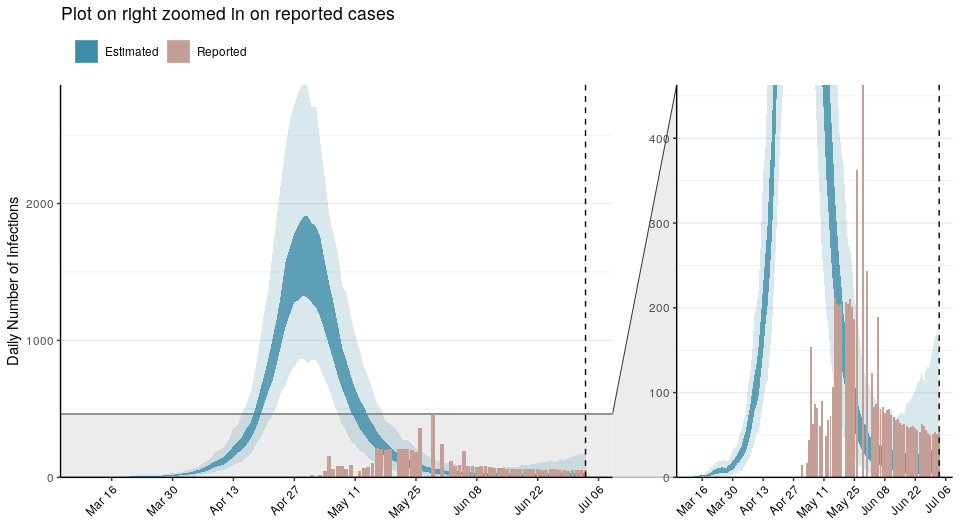 Plot on right zoomed in on reported cases
Estimated Reported
Daily Number of Infections
2000
1000
0
Mar 16 Mar 30 Apr 13 Apr 27 May 11 May 25 Jun 08 Jun 22 Jul 06
400
300
200
100
0
Mar 16 Mar 30 Apr 13 Apr 27 May 11 May 25 Jun 08 Jun 22 Jul 06